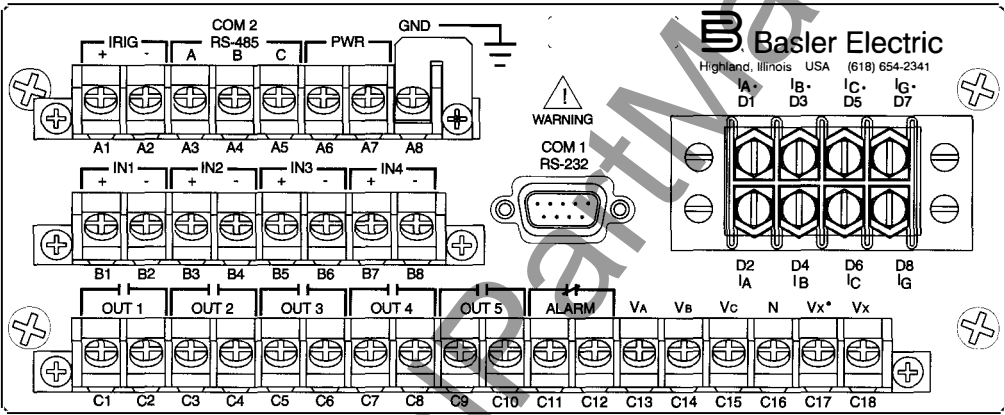 COM 2
GND
IRIG RS-485 PWR
+ - A B C
Basler Electric
Highland, Illinois USA (618) 654-2341
IA• IB• IC• IG•
D1 D3 D5 D7
WARNING
A1 A2 A3 A4 A5 A6 A7 A8
COM 1
RS-232
IN1 IN2 IN3 IN4
+ - + - + - + -
B1 B2 B3 B4 B5 B6 B7 B8
D2 D4 D6 D8
IA IB IC IG
OUT 1 OUT 2 OUT 3 OUT 4 OUT 5 ALARM VA VB VC N VX• VX
C1 C2 C3 C4 C5 C6 C7 C8 C9 C10 C11 C12 C13 C14 C15 C16 C17 C18